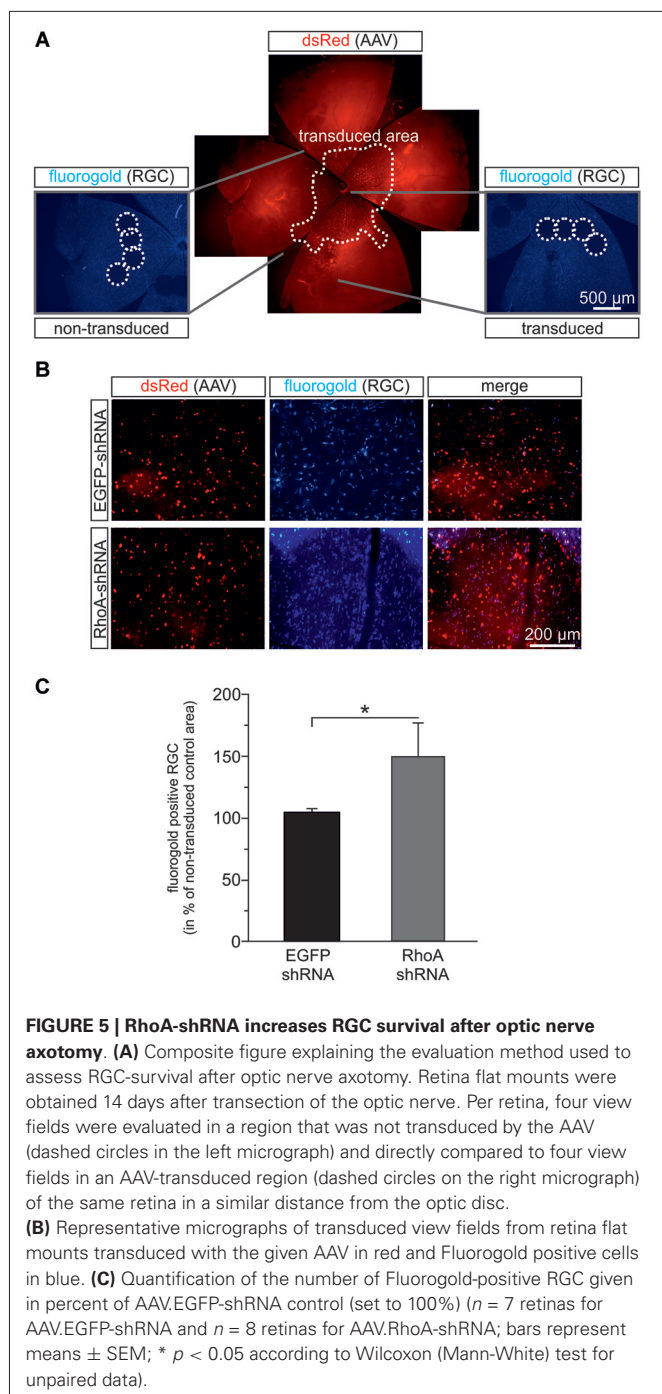 A
dsRed (AAV)
transducted area
fluorogold (RGC)
fluorogold (RGC)
500 µm
non-transduced
transduced
B
dsRed (AAV)
fluorogold (RGC)
merge
EGFP-shRNA
RhoA-shRNA
200 µm
C
200
150
100
50
0
fluorogold positive RGC
(in % of non-transduced control area)
*
EGFP
shRNA
RhoA
shRNA
FIGURE 5 | RhoA-shRNA increases RGC survival after optic nerve
axotomy. (A) Composite figure explaining the evaluation method used to
assess RGC-survival after optic nerve axotomy. Retina flat mounts were
obtained 14 days after transection of the optic nerve. Per retina, four view
fields were evaluated in a region that was not transduced by the AAV
(dashed circles in the left micrograph) and directly compared to four view
fields in an AAV-transduced region (dashed circles on the right micrograph)
of the same retina in a similar distance from the optic disc.
(B) Representative micrographs of transduced view fields from retina flat
mounts transduced with the given AAV in red and Fluorogold positive cells
in blue. (C) Quantification of the number of Fluorogold-positive RGC given
in percent of AAV.EGFP-shRNA control (set to 100%) (n = 7 retinas for
AAV.EGFP-shRNA and n = 8 retinas for AAV.RhoA-shRNA; bars represent
means ± SEM; * p < 0.05 according to Wilcoxon (Mann-White) test for
unpaired data).